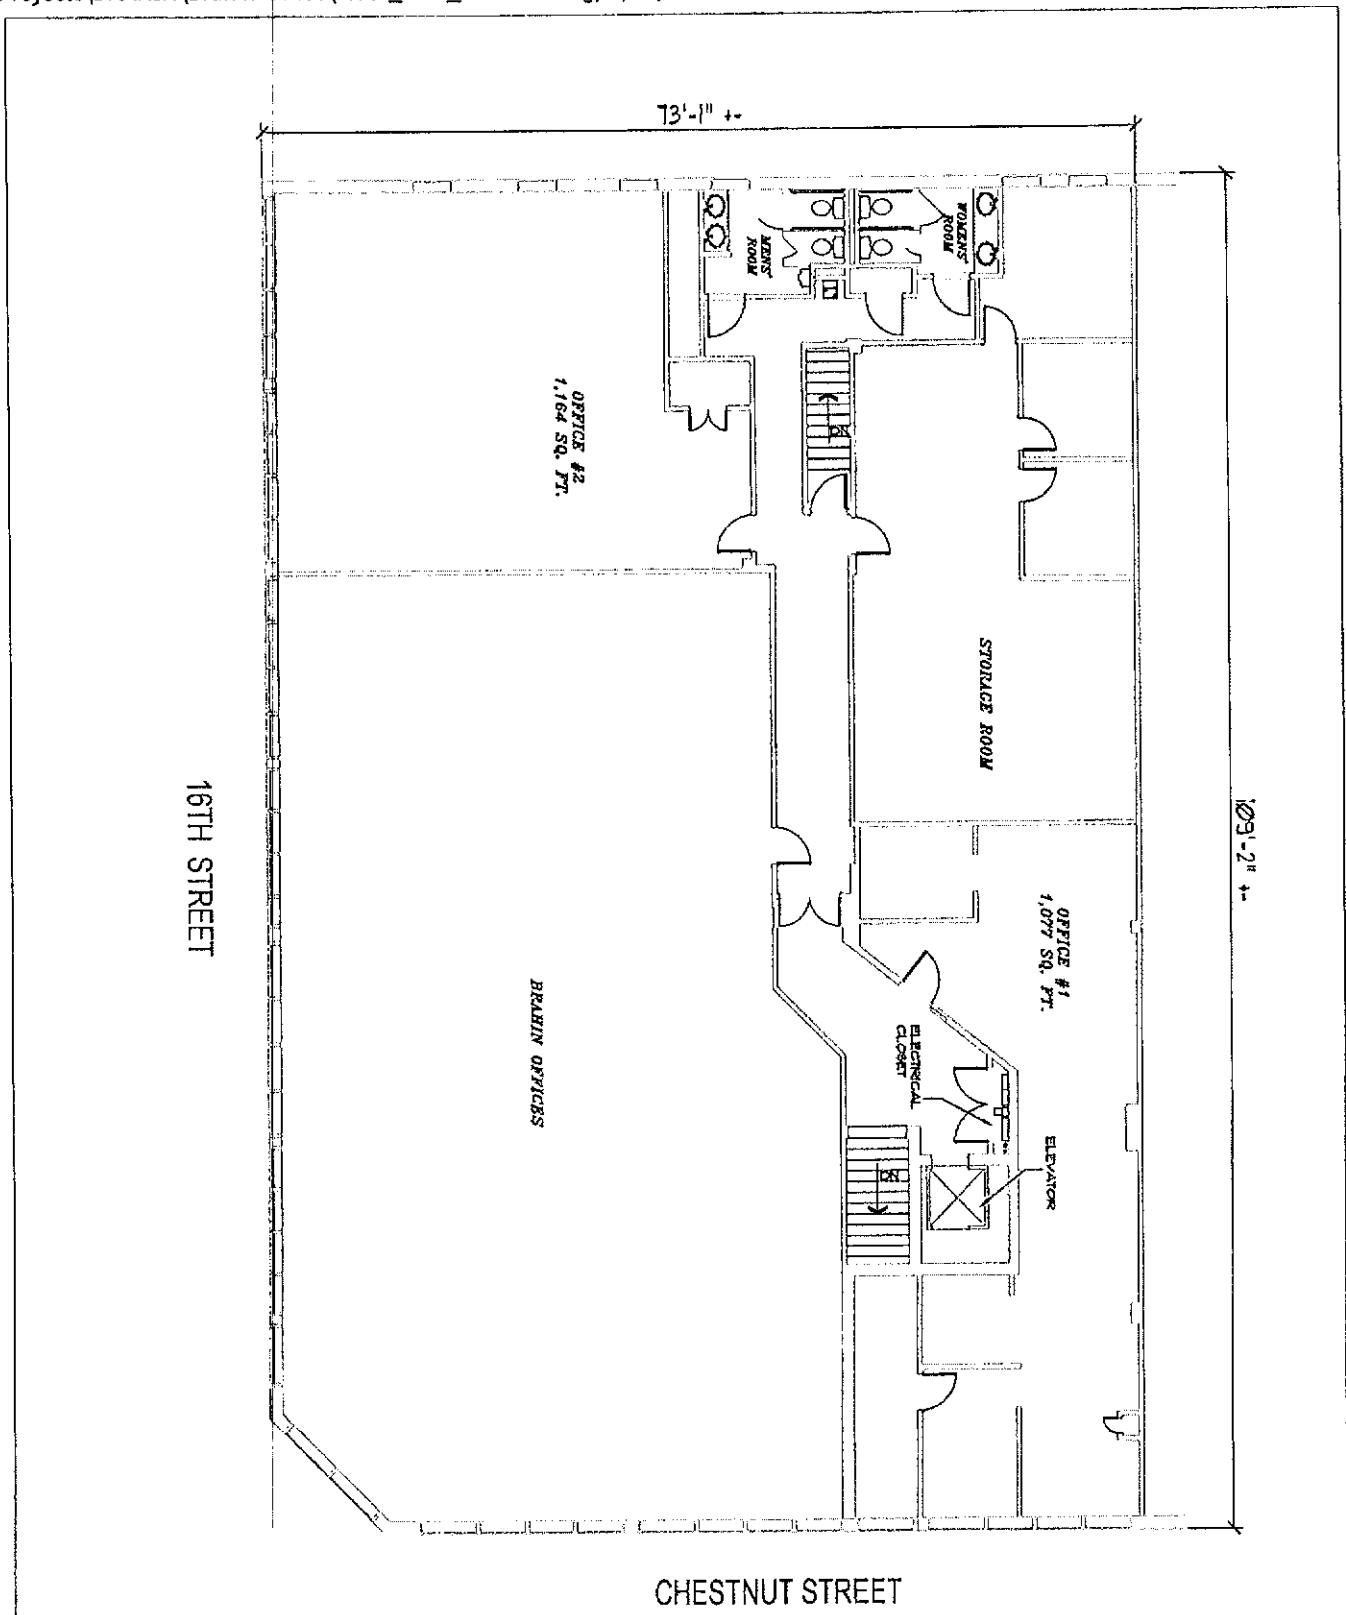 73'-1" +-
WOMENS'
ROOM
MENS'
ROOM
DN
OFFICE #2
1,164 SQ. FT.
STORAGE ROOM
109'-2" +-
16TH STREET
OFFICE #1
1,077 SQ. FT.
BRAHIN OFFICES
ELECTRICAL
CLOSET
ELEVATOR
DN
CHESTNUT STREET